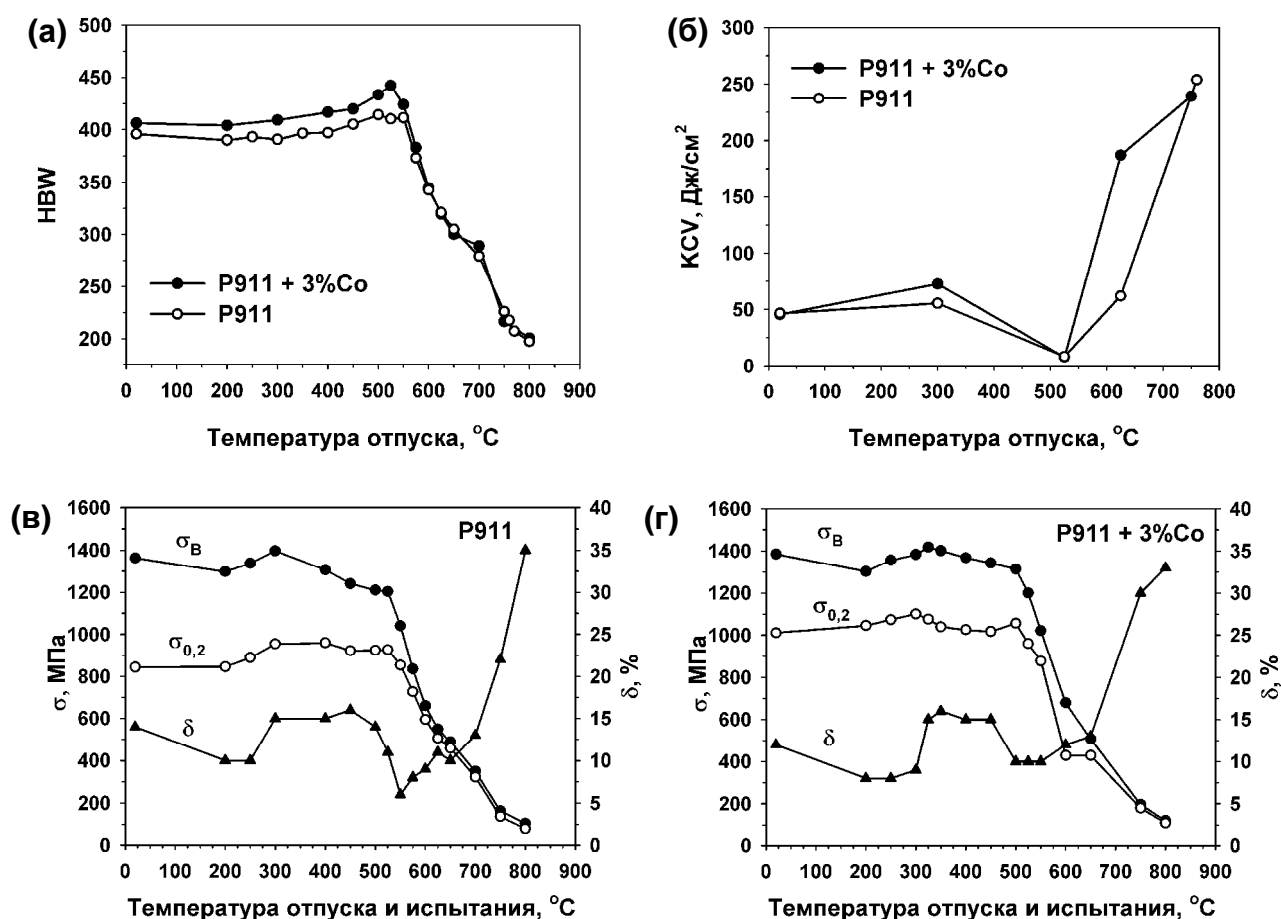 (а)
500
450
400
350
300
250
200
HBW
P911 + 3%Co
P911
0 100 200 300 400 500 600 700 800 900
Температура отпуска, °C
(б)
300
250
200
150
100
50
0
KCV, Дж/см²
P911 + 3%Co
P911
0 100 200 300 400 500 600 700 800
Температура отпуска, °C
(в)
1600
1400
1200
1000
800
600
400
200
0
σ, МПа
P911
σB
σ0,2
δ
40
35
30
25
20
15
10
5
0
δ, %
0 100 200 300 400 500 600 700 800 900
Температура отпуска и испытания, °C
(г)
1600
1400
1200
1000
800
600
400
200
0
σ, МПа
P911 + 3%Co
σB
σ0,2
δ
40
35
30
25
20
15
10
5
0
δ, %
0 100 200 300 400 500 600 700 800 900
Температура отпуска и испытания, °C